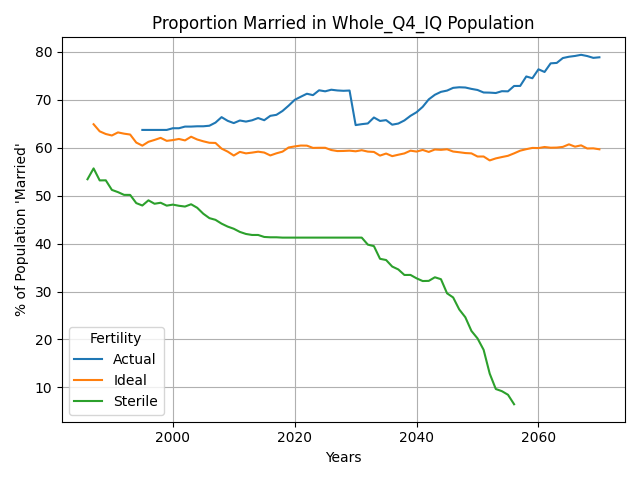 Proportion Married in Whole_Q4_IQ Population
% of Population 'Married'
80
70
60
50
40
30
20
10
Fertility
Actual
Ideal
Sterile
2000
2020
2040
2060
Years